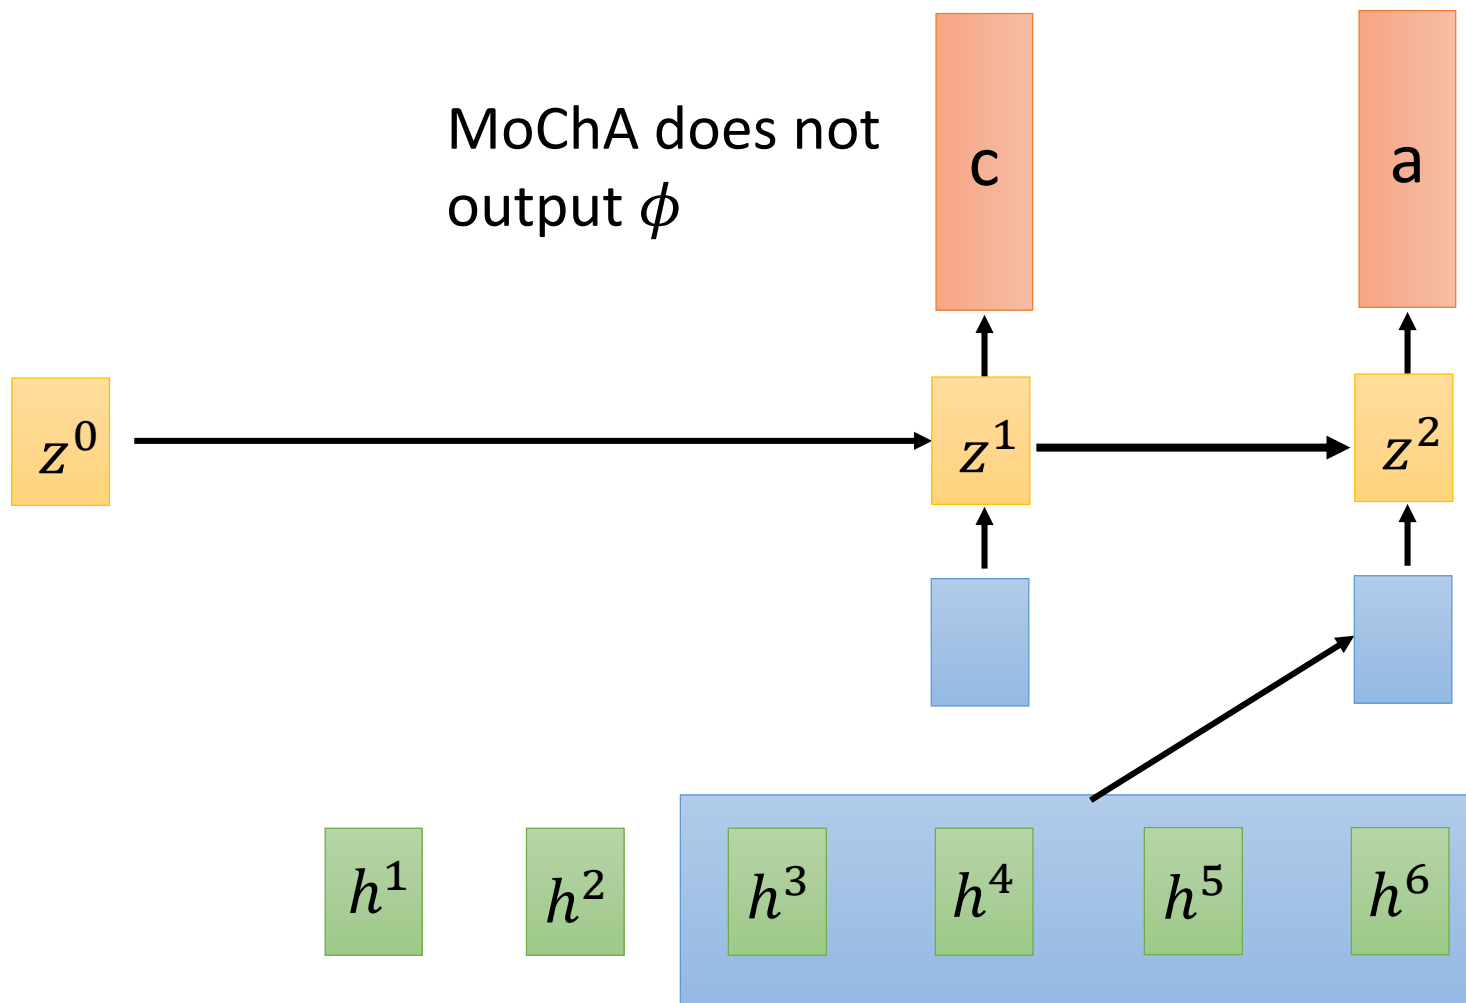 MoChA does not
output ϕ
c
a
z⁰
z¹
z²
h¹
h²
h³
h⁴
h⁵
h⁶